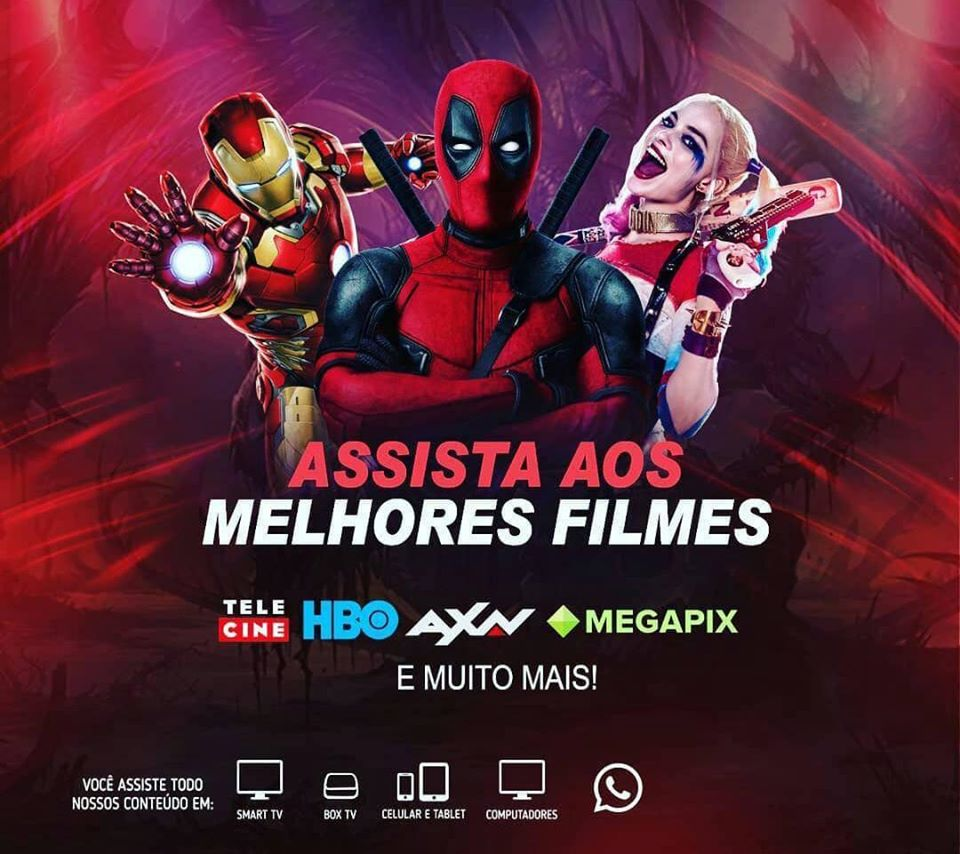 ASSISTA AOS
MELHORES FILMES
TELE
CINE
HBO
AXN
MEGAPIX
E MUITO MAIS!
VOCÊ ASSISTE TODO
NOSSOS CONTEÚDO EM:
SMART TV
BOX TV
CELULAR E TABLET
COMPUTADORES